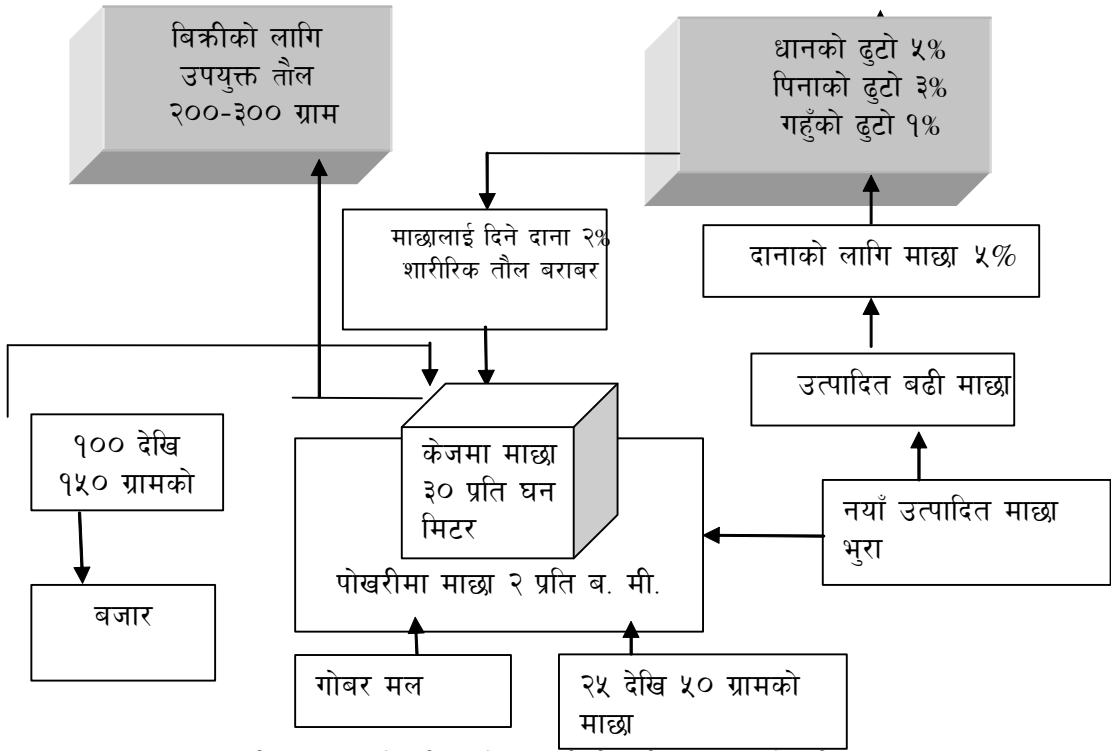 बिक्रीको लागि
उपयुक्त तौल
२००-३०० ग्राम
धानको ढुटो ५%
पिनाको ढुटो ३%
गहुँको ढुटो १%
माछालाई दिने दाना २%
शारीरिक तौल बराबर
दानाको लागि माछा ५%
उत्पादित बढी माछा
१०० देखि
१५० ग्रामको
केजमा माछा
३० प्रति घन
मिटर
नयाँ उत्पादित माछा
भुरा
पोखरीमा माछा २ प्रति ब. मी.
बजार
गोबर मल
२५ देखि ५० ग्रामको
माछा